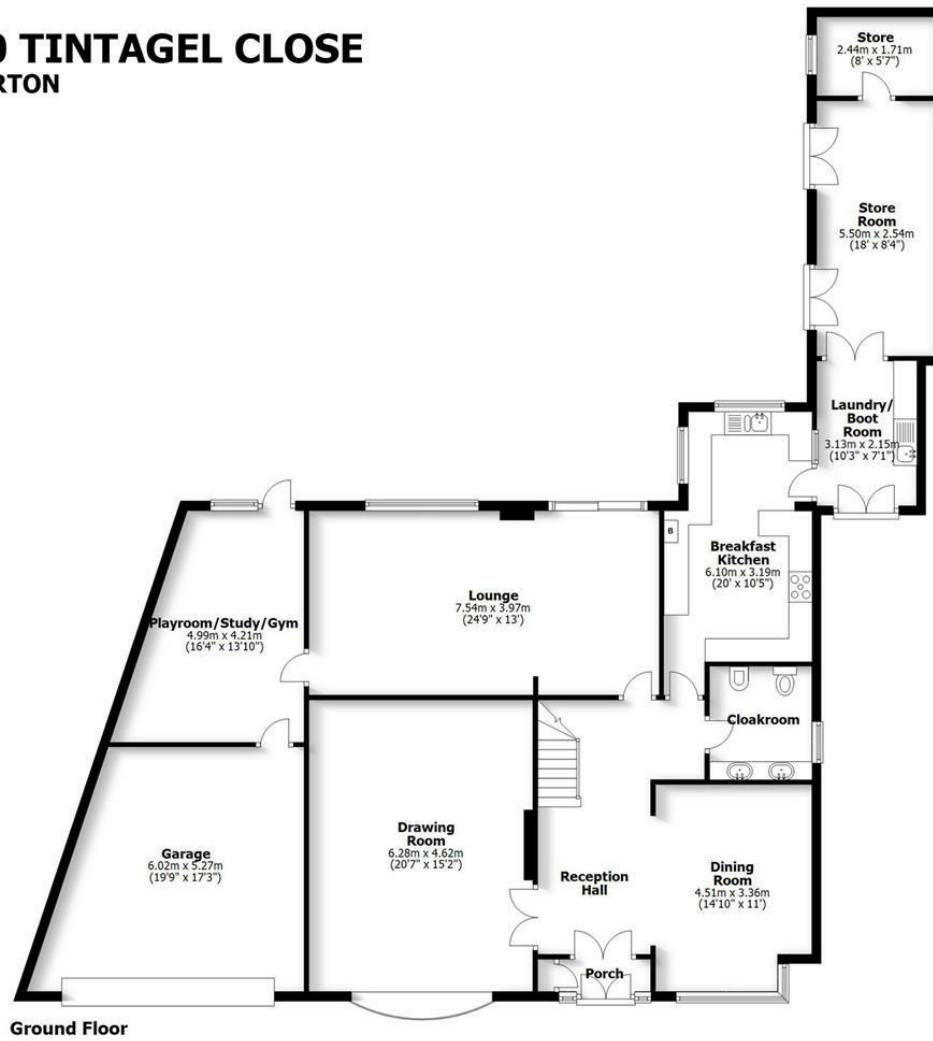 TINTAGEL CLOSE
Store
2.44m x 1.71m
(8' x 5'7")
Store
Room
5.50m x 2.54m
(18' x 8'4")
Laundry/
Boot
Room
3.13m x 2.15m
(10'3" x 7'1")
Breakfast
Kitchen
6.10m x 3.19m
(20' x 10'5")
B
Lounge
7.54m x 3.97m
(24'9" x 13')
Playroom/Study/Gym
4.99m x 4.21m
(16'4" x 13'10")
Cloakroom
Drawing
Room
6.28m x 4.62m
(20'7" x 15'2")
Garage
6.02m x 5.27m
(19'9" x 17'3")
Reception
Hall
Dining
Room
4.51m x 3.36m
(14'10" x 11')
Porch
Ground Floor